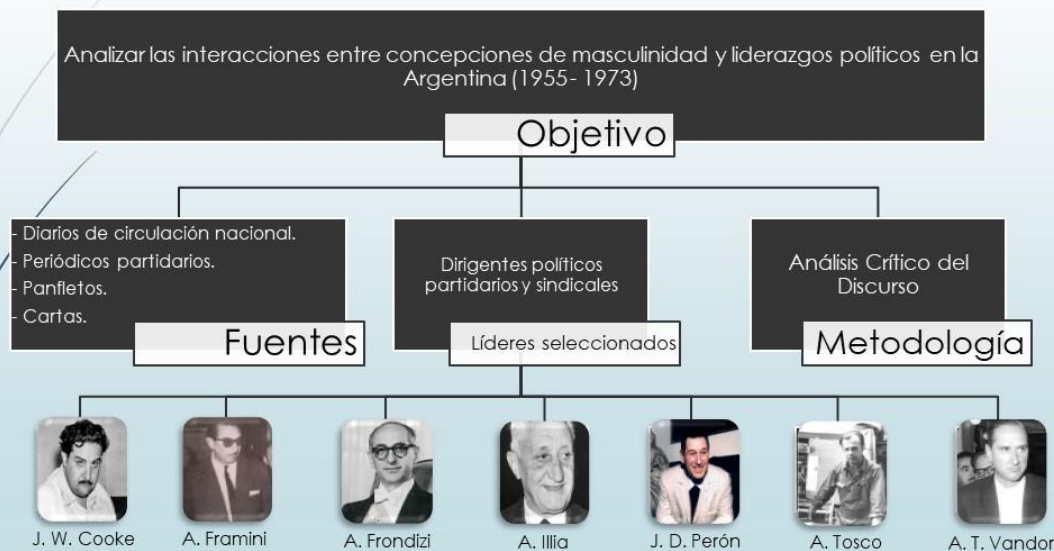 Analizar las interacciones entre concepciones de masculinidad y liderazgos políticos en la
Argentina (1955- 1973)
Objetivo
- Diarios de circulación nacional.
- Periódicos partidarios.
- Panfletos.
- Cartas.
Fuentes
Dirigentes políticos
partidarios y sindicales
Líderes seleccionados
Análisis Crítico del
Discurso
Metodología
J. W. Cooke
A. Framini
A. Frondizi
A. Illia
J. D. Perón
A. Tosco
A. T. Vandor